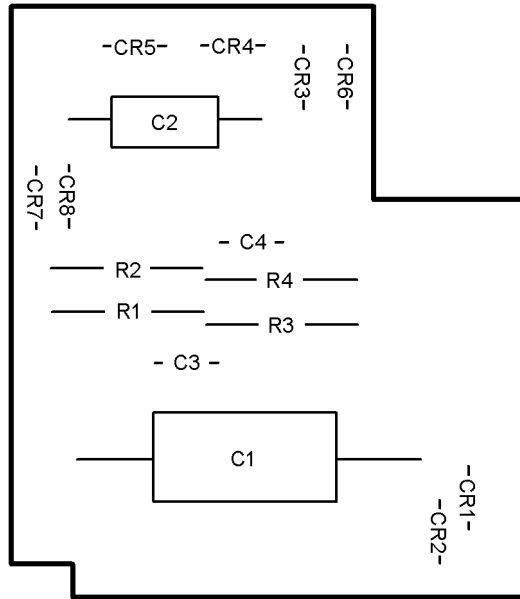 -CR5-
-CR4-
-CR3-
-CR6-
C2
-CR7-
-CR8-
- C4 -
R2
R4
R1
R3
- C3 -
C1
-CR1-
-CR2-